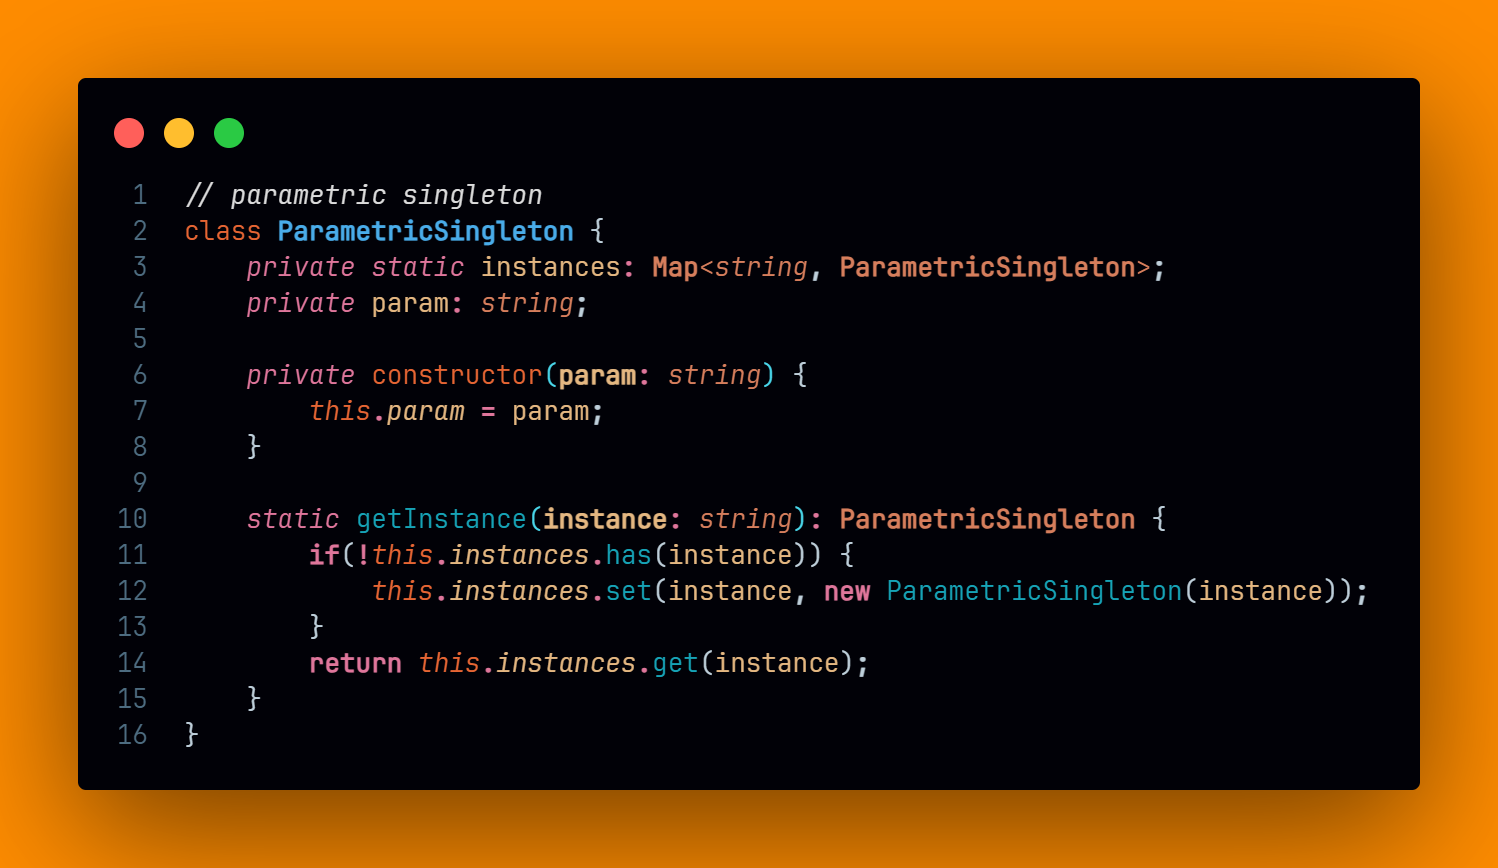 1 // parametric singleton
2 class ParametricSingleton {
3     private static instances: Map<string, ParametricSingleton>;
4     private param: string;
5
6     private constructor(param: string) {
7         this.param = param;
8     }
9
10     static getInstance(instance: string): ParametricSingleton {
11         if(!this.instances.has(instance)) {
12             this.instances.set(instance, new ParametricSingleton(instance));
13         }
14         return this.instances.get(instance);
15     }
16 }